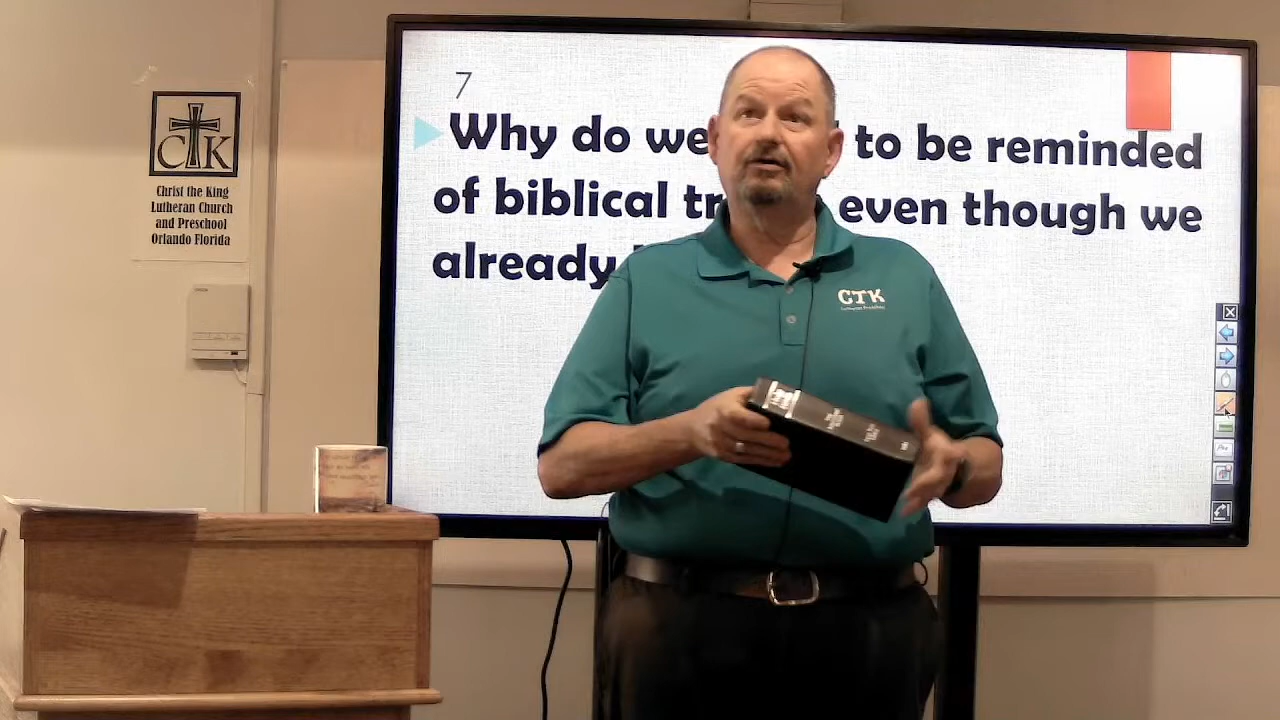 7
Why do we to be reminded
of biblical tr even though we
already
CTK
Christ the King
Lutheran Church
and Preschool
Orlando Florida
CTK